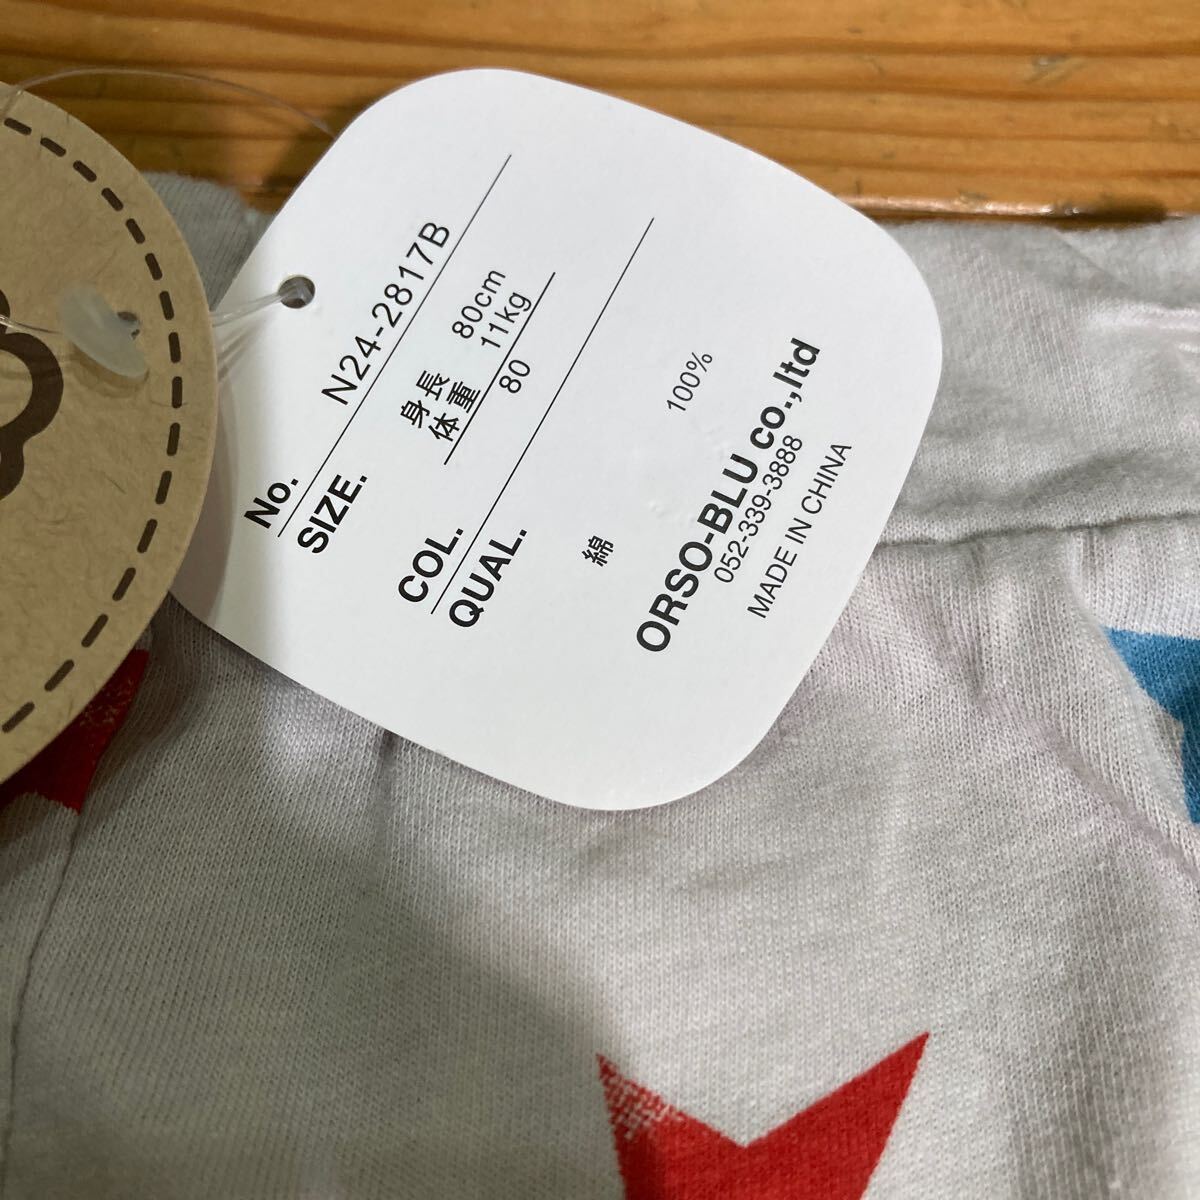 No. N24-2817B
SIZE.
身長 80cm
体重 11kg
80
COL.
QUAL.
綿 100%
ORSO-BLU co.,ltd
052-339-3888
MADE IN CHINA